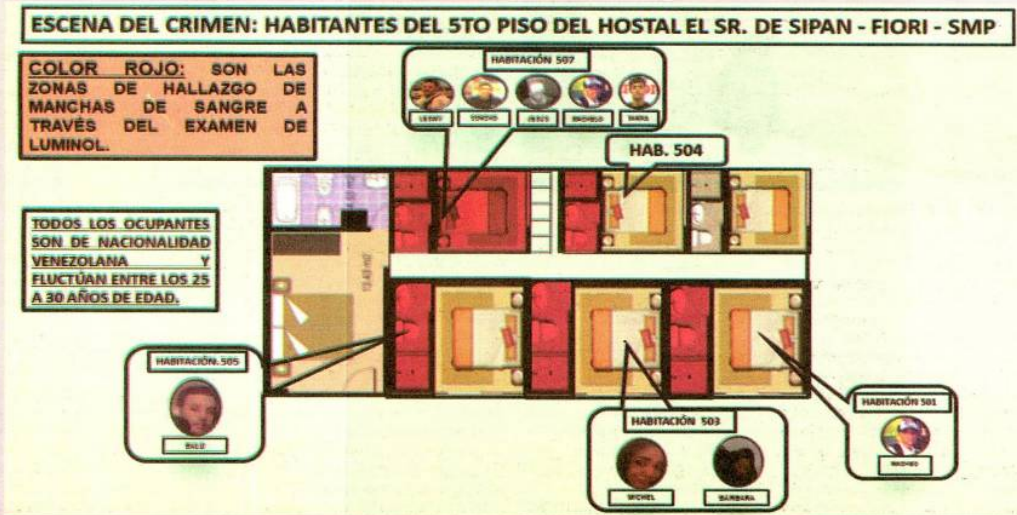 ESCENA DEL CRIMEN: HABITANTES DEL 5TO PISO DEL HOSTAL EL SR. DE SIPAN - FIORI - SMP
COLOR ROJO: SON LAS
ZONAS DE HALLAZGO DE
MANCHAS DE SANGRE A
TRAVÉS DEL EXAMEN DE
LUMINOL.
HABITACIÓN 507
HAB. 504
TODOS LOS OCUPANTES
SON DE NACIONALIDAD
VENEZOLANA Y
FLUCTÚAN ENTRE LOS 25
A 30 AÑOS DE EDAD.
13.43 m2
HABITACIÓN. 505
HABITACIÓN 503
MICHEL
BARBARA
HABITACIÓN 501